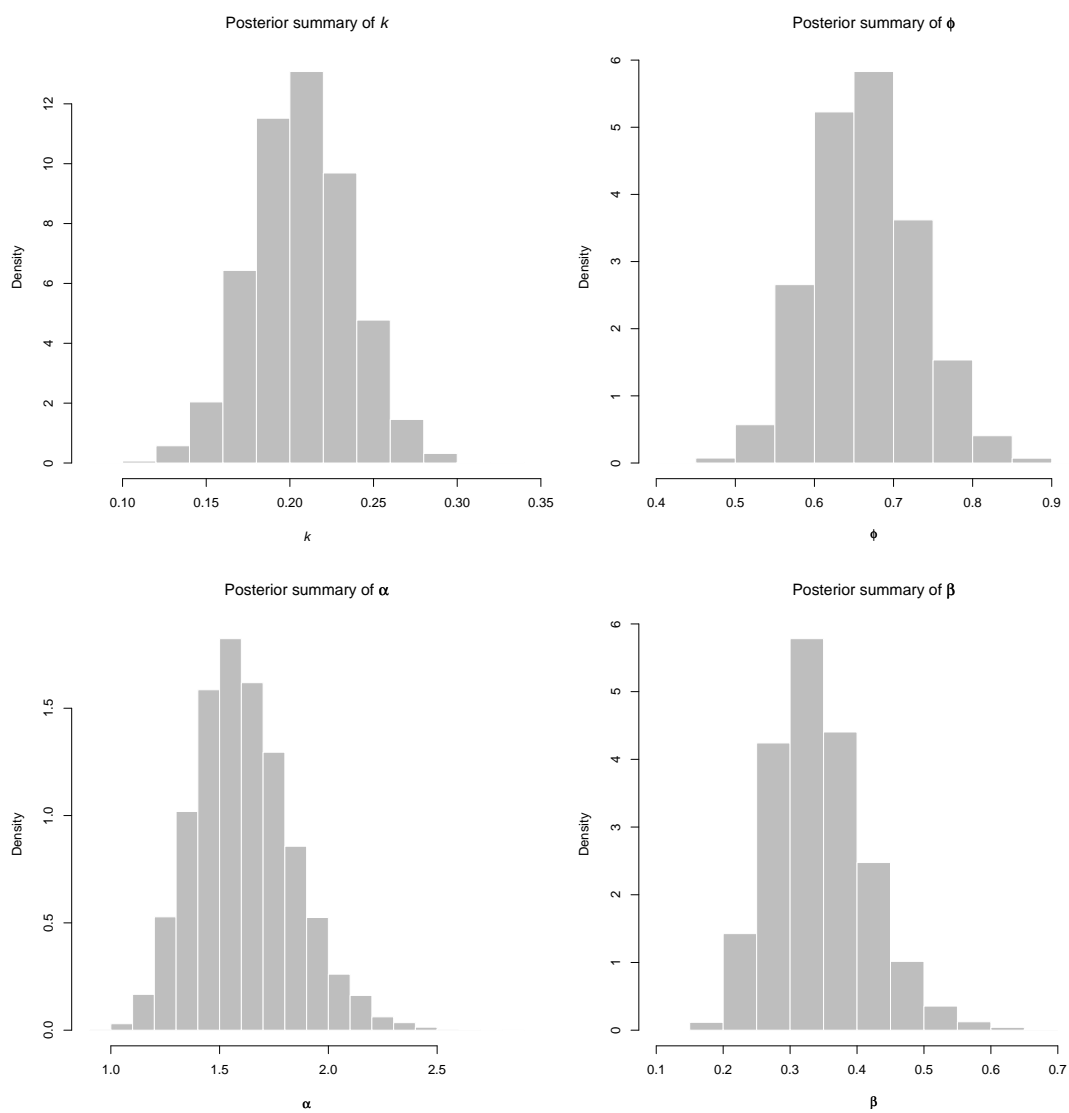 Posterior summary of k
Density
0
2
4
6
8
10
12
0.10 0.15 0.20 0.25 0.30 0.35
k
Posterior summary of ϕ
Density
0
1
2
3
4
5
6
0.4 0.5 0.6 0.7 0.8 0.9
ϕ
Posterior summary of α
Density
0.0
0.5
1.0
1.5
1.0 1.5 2.0 2.5
α
Posterior summary of β
Density
0
1
2
3
4
5
6
0.1 0.2 0.3 0.4 0.5 0.6 0.7
β